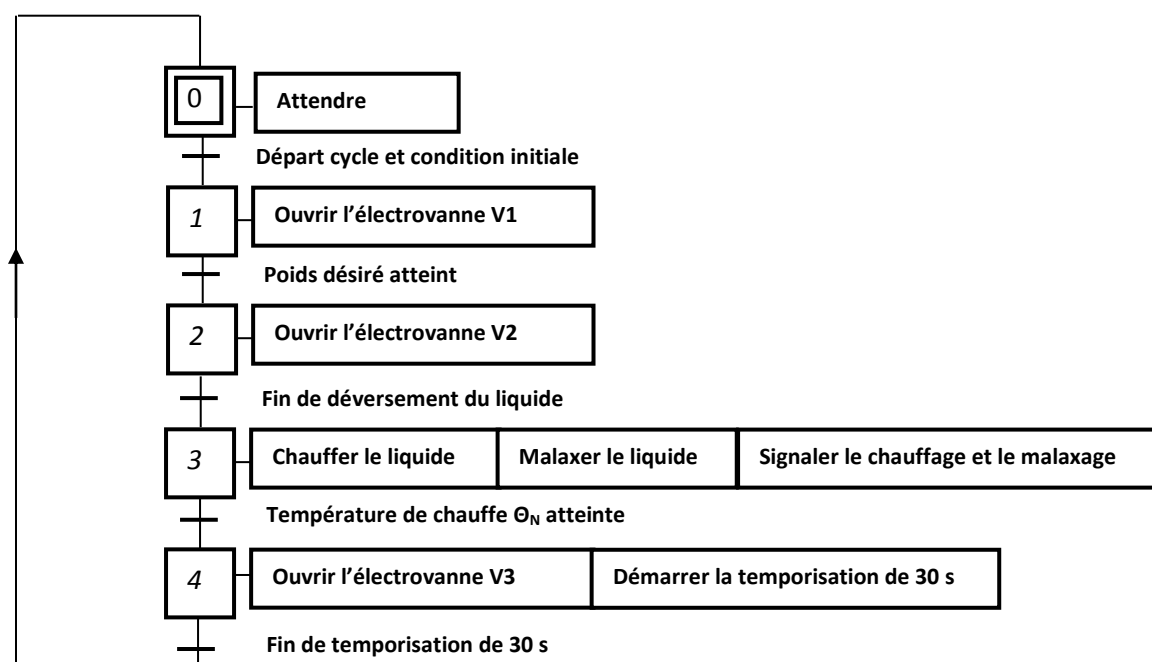 0 Attendre
Départ cycle et condition initiale
1 Ouvrir l’électrovanne V1
Poids désiré atteint
2 Ouvrir l’électrovanne V2
Fin de déversement du liquide
3 Chauffer le liquide Malaxer le liquide Signaler le chauffage et le malaxage
Température de chauffe ΘN atteinte
4 Ouvrir l’électrovanne V3 Démarrer la temporisation de 30 s
Fin de temporisation de 30 s